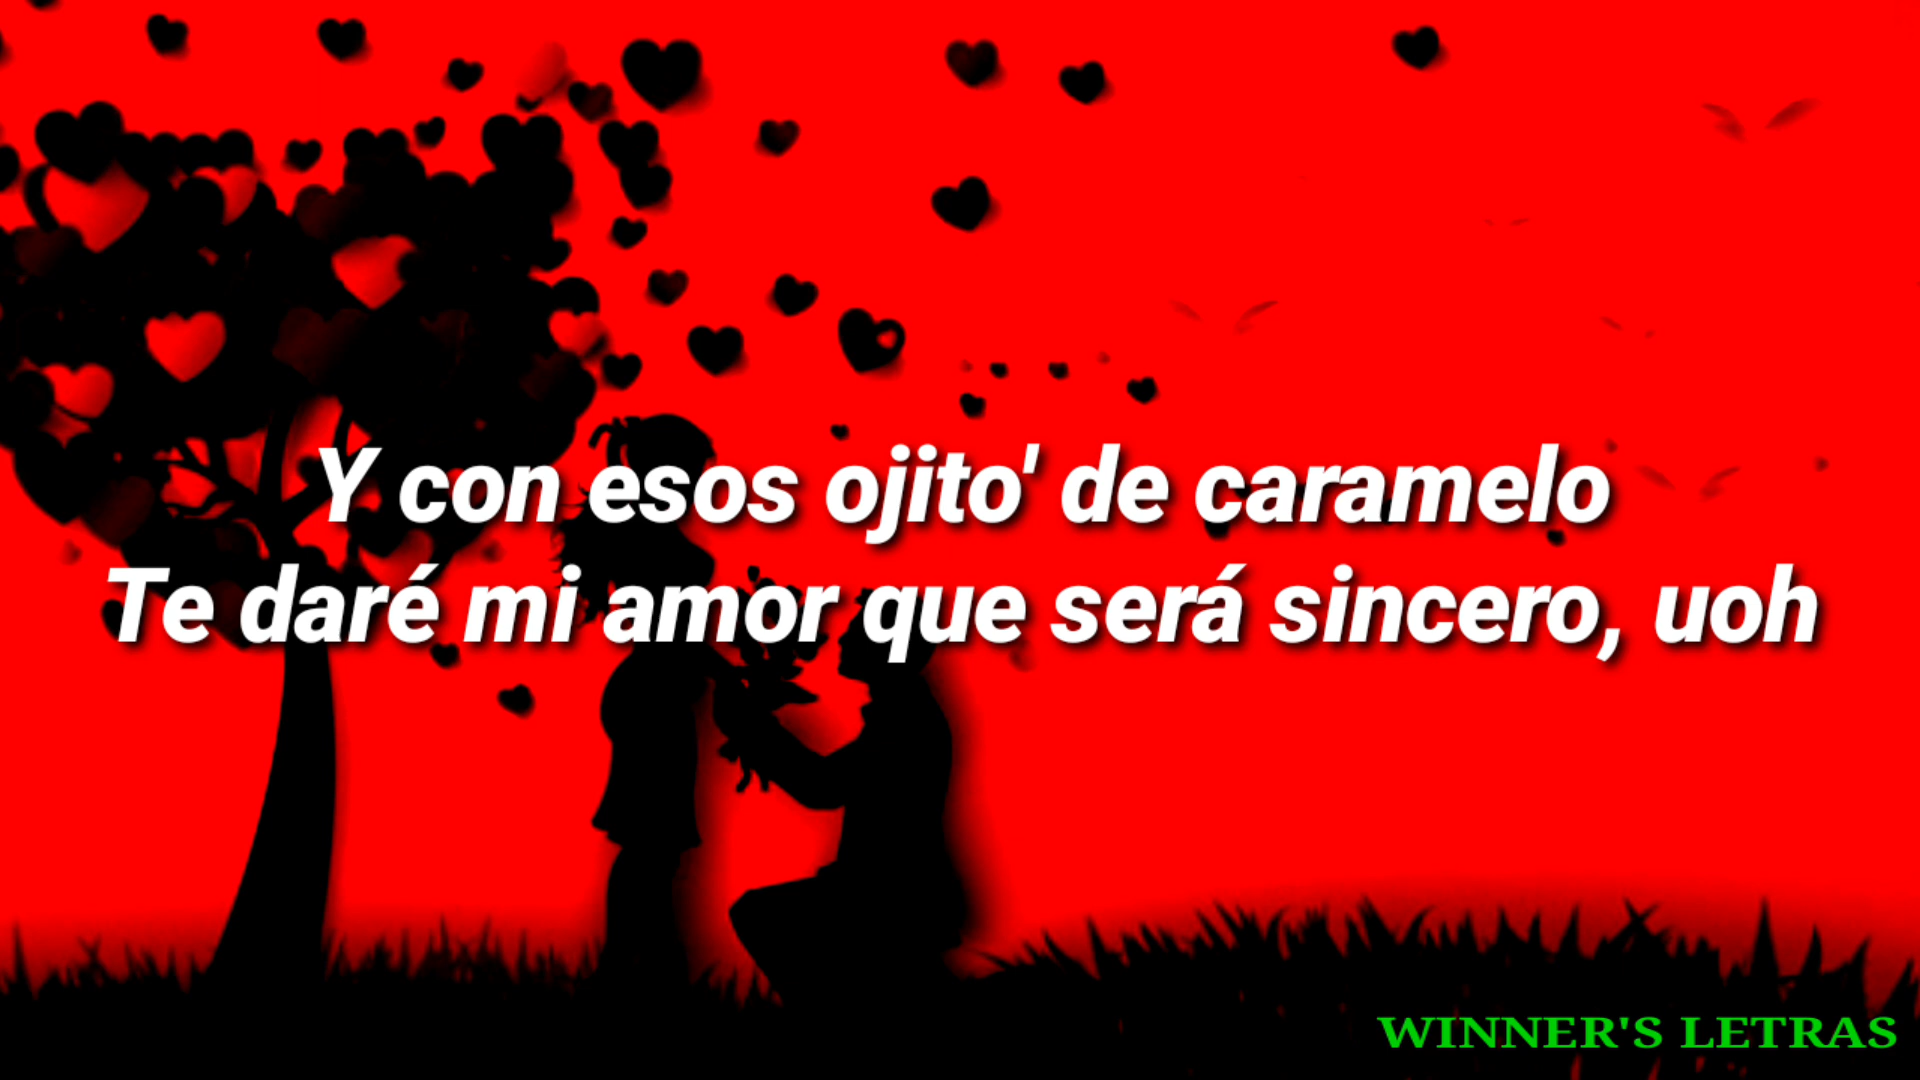 Y con esos ojito' de caramelo
Te daré mi amor que será sincero, uoh
WINNER'S LETRAS